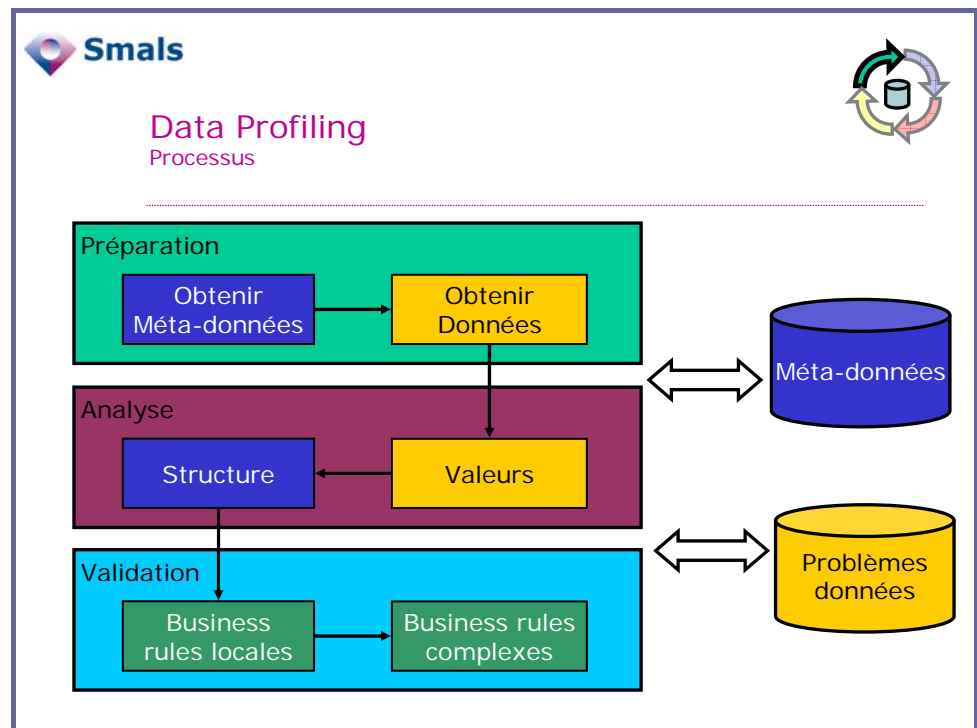 Smals
Data Profiling
Processus
Préparation
Obtenir
Méta-données
Obtenir
Données
Méta-données
Analyse
Structure
Valeurs
Problèmes
données
Validation
Business
rules locales
Business rules
complexes